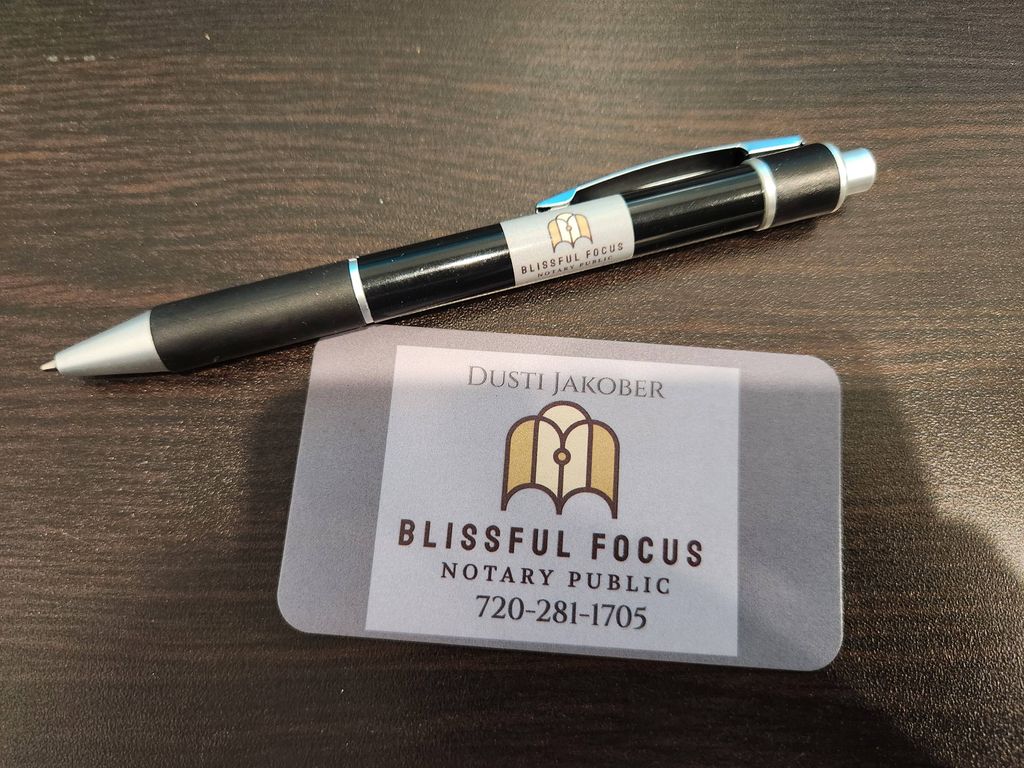 BLISSFUL FOCUS
NOTARY PUBLIC
DUSTI JAKOBER
BLISSFUL FOCUS
NOTARY PUBLIC
720-281-1705